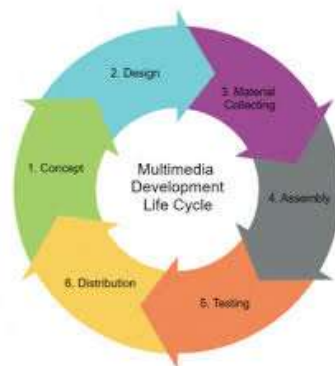 Multimedia
Development
Life Cycle
1. Concept
2. Design
3. Material
Collecting
4. Assembly
5. Testing
6. Distribution